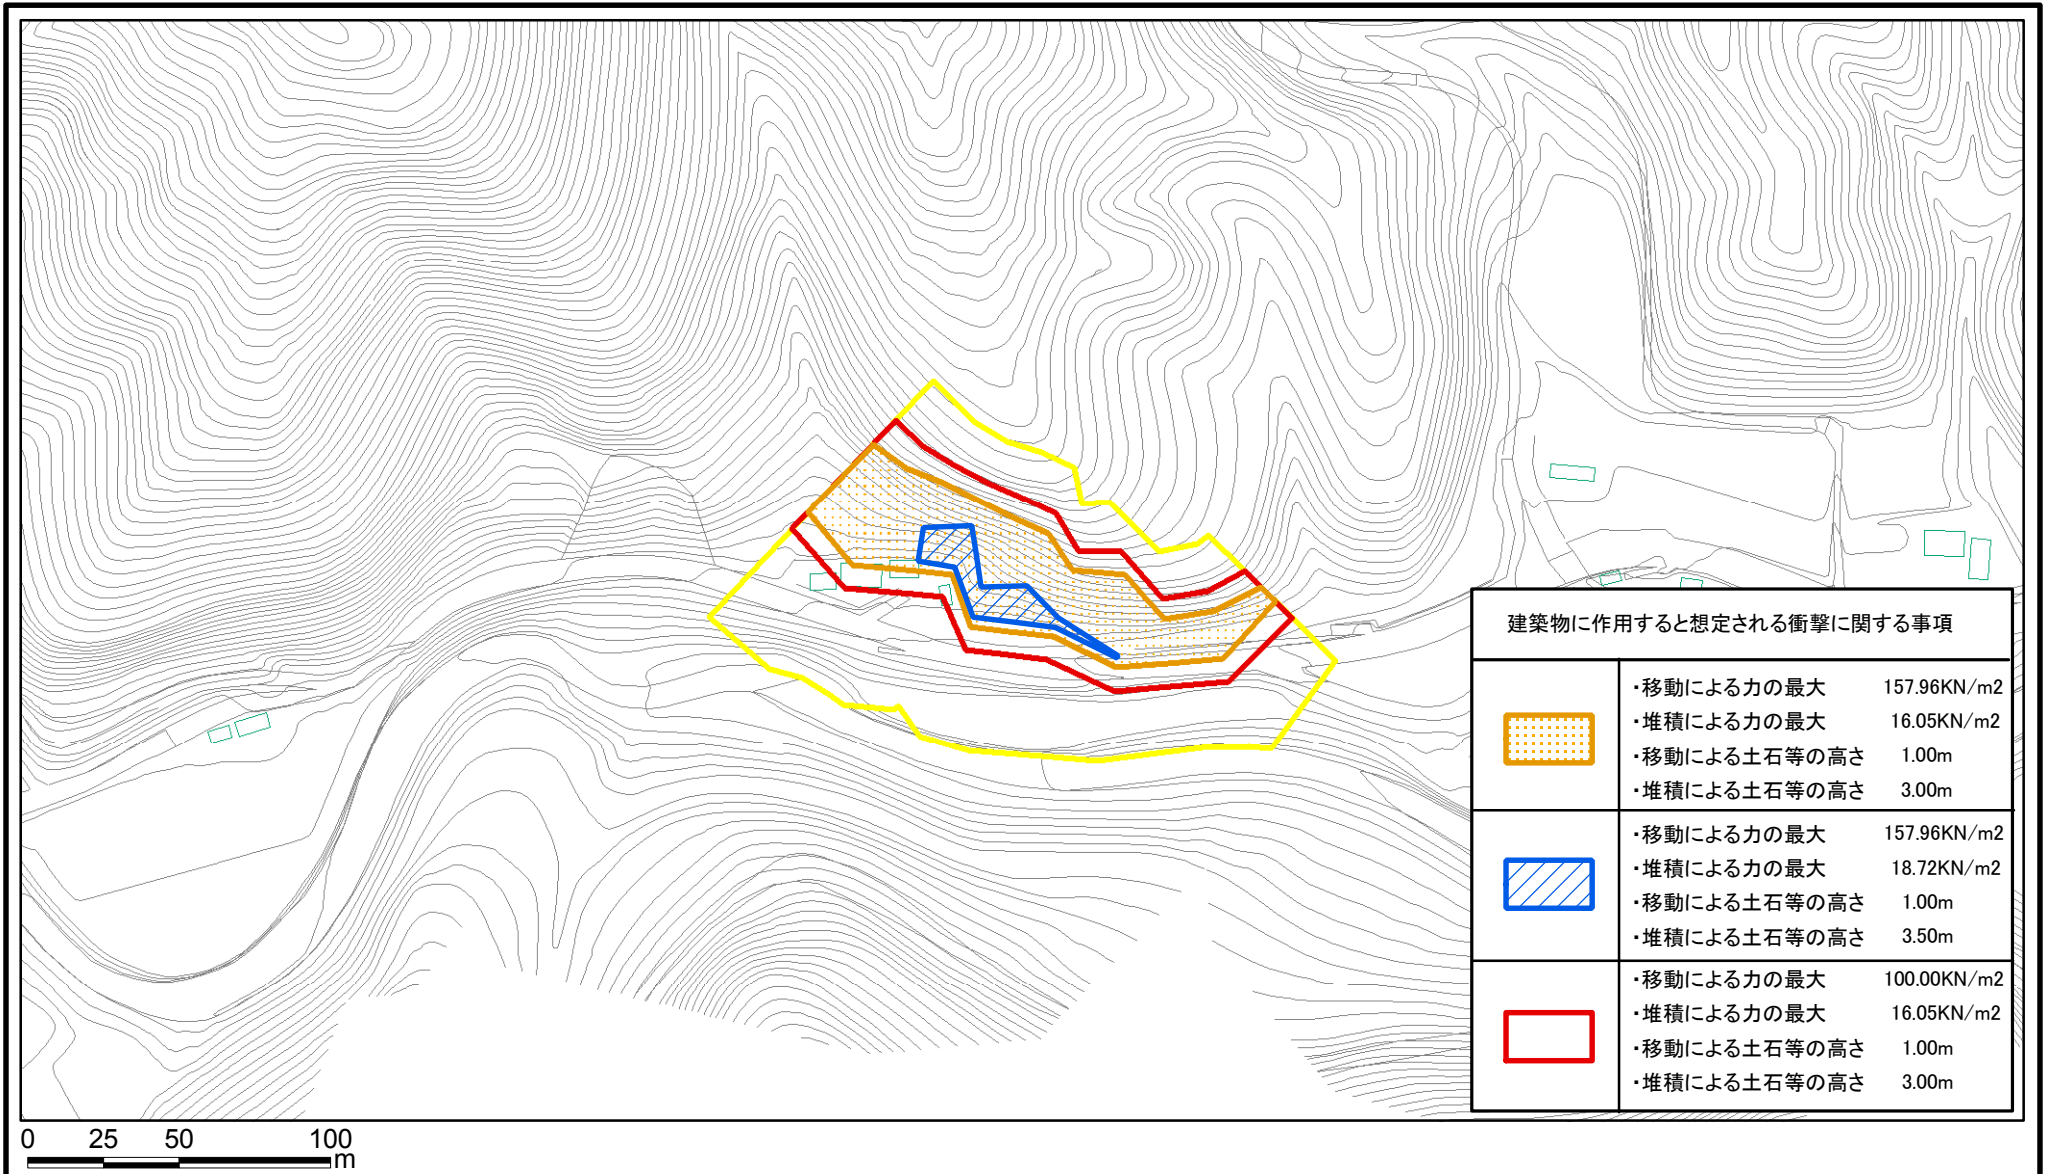 建築物に作用すると想定される衝撃に関する事項
・移動による力の最大 157.96KN/m2
・堆積による力の最大 16.05KN/m2
・移動による土石等の高さ 1.00m
・堆積による土石等の高さ 3.00m
・移動による力の最大 157.96KN/m2
・堆積による力の最大 18.72KN/m2
・移動による土石等の高さ 1.00m
・堆積による土石等の高さ 3.50m
・移動による力の最大 100.00KN/m2
・堆積による力の最大 16.05KN/m2
・移動による土石等の高さ 1.00m
・堆積による土石等の高さ 3.00m
0 25 50 100
m